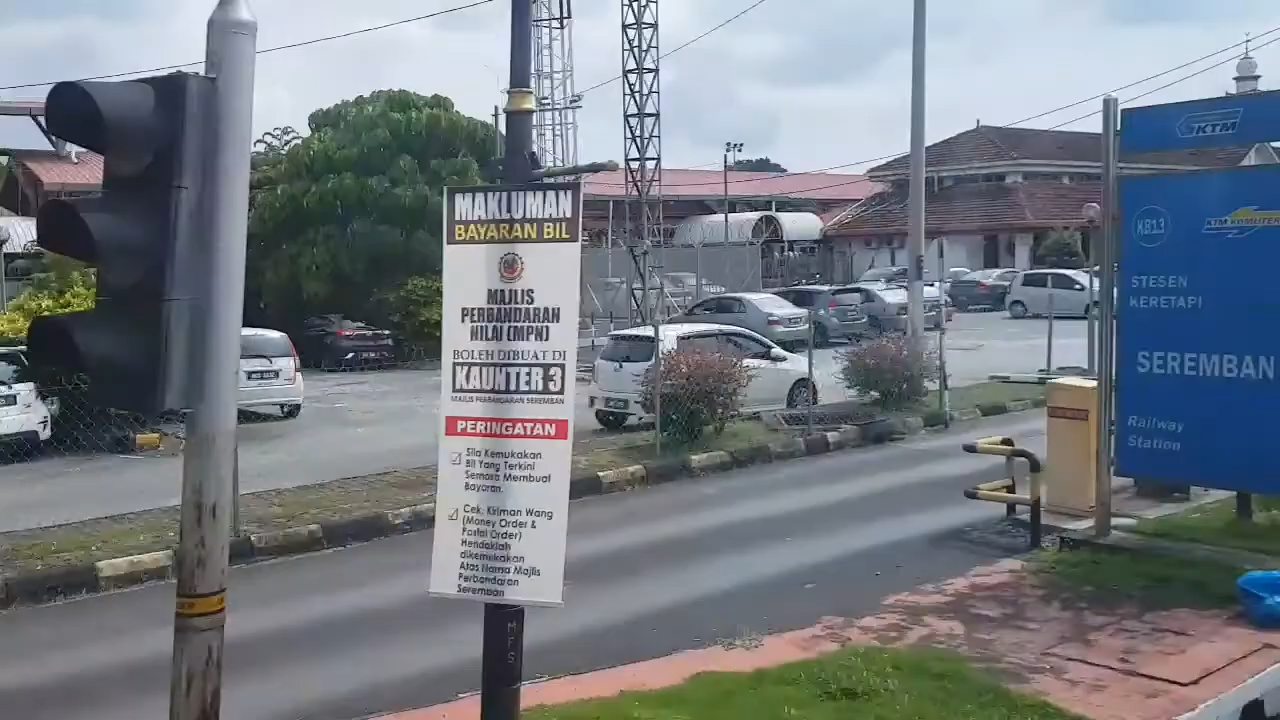 MAKLUMAN
BAYARAN BIL
MAJLIS
PERBANDARAN
NILAI (MPN)
BOLEH DIBUAT DI
KAUNTER 3
MAJLIS PERBANDARAN SEREMBAN
PERINGATAN
Sila Kemukakan
Bil Yang Terkini
Semasa Membuat
Bayaran.
Cek, Kiriman Wang
(Money Order &
Postal Order)
Hendaklah
dikemukakan
Atas Nama Majlis
Perbandaran
Seremban
MFS
KTM
KB13
KTM KOMUTER
STESEN
KERETAPI
SEREMBAN
Railway
Station